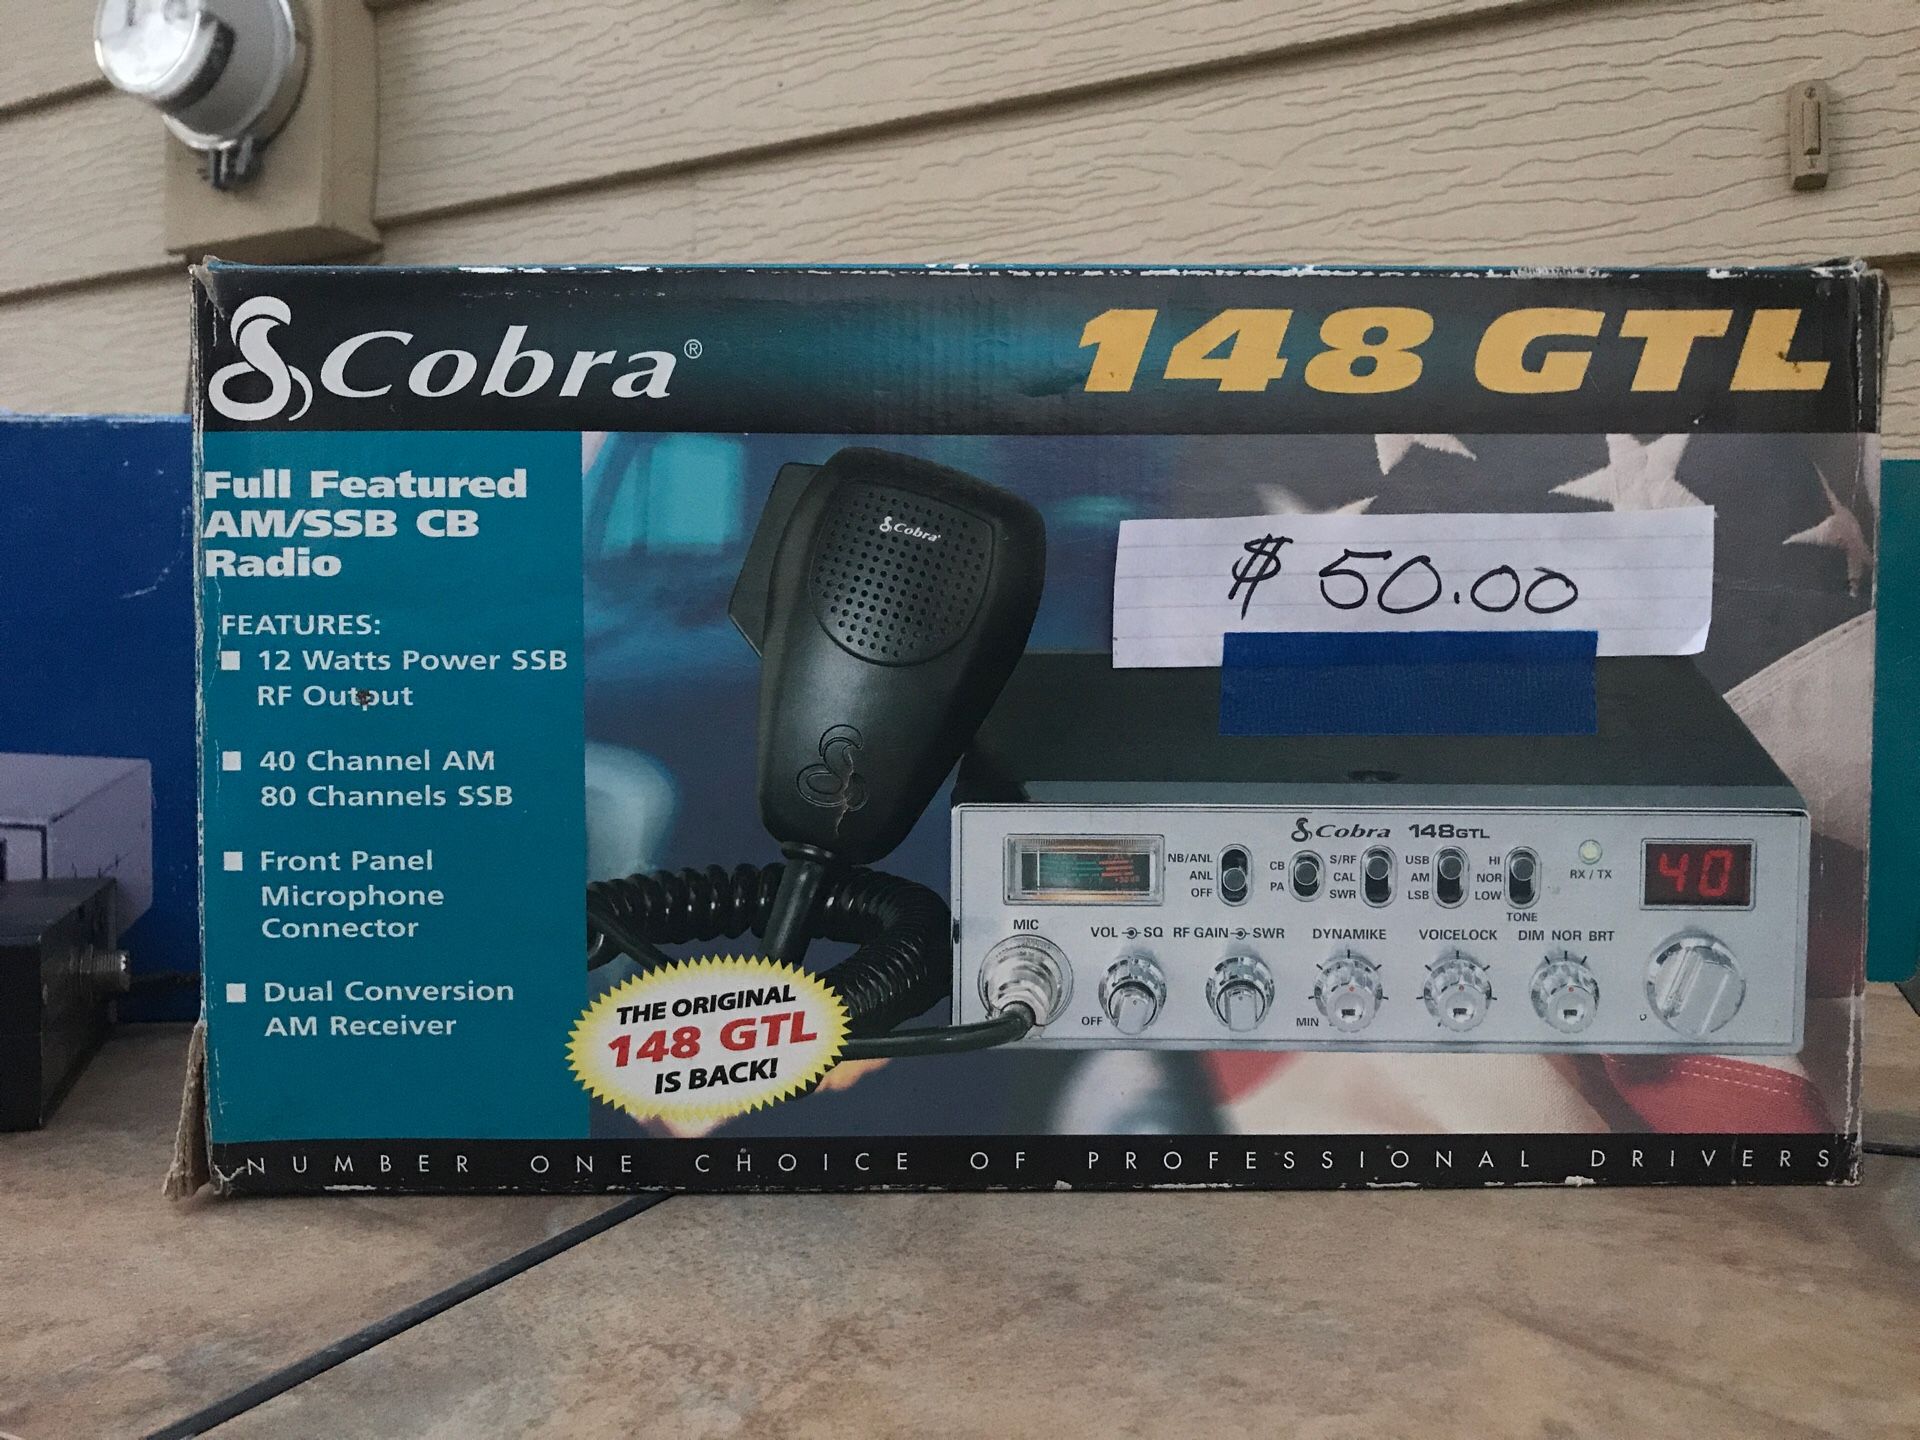 Cobra®
148 GTL
Full Featured
AM/SSB CB
Radio
FEATURES:
12 Watts Power SSB
RF Output
40 Channel AM
80 Channels SSB
Front Panel
Microphone
Connector
Dual Conversion
AM Receiver
Cobra
$ 50.00
THE ORIGINAL
148 GTL
IS BACK!
Cobra 148GTL
NB/ANL
ANL
OFF
CB
PA
S/RF
CAL
SWR
USB
AM
LSB
HI
NOR
LOW
TONE
RX / TX
40
MIC
VOL SQ
RF GAIN SWR
DYNAMIKE
VOICELOCK
DIM NOR BRT
OFF
MIN
NUMBER ONE CHOICE OF PROFESSIONAL DRIVERS